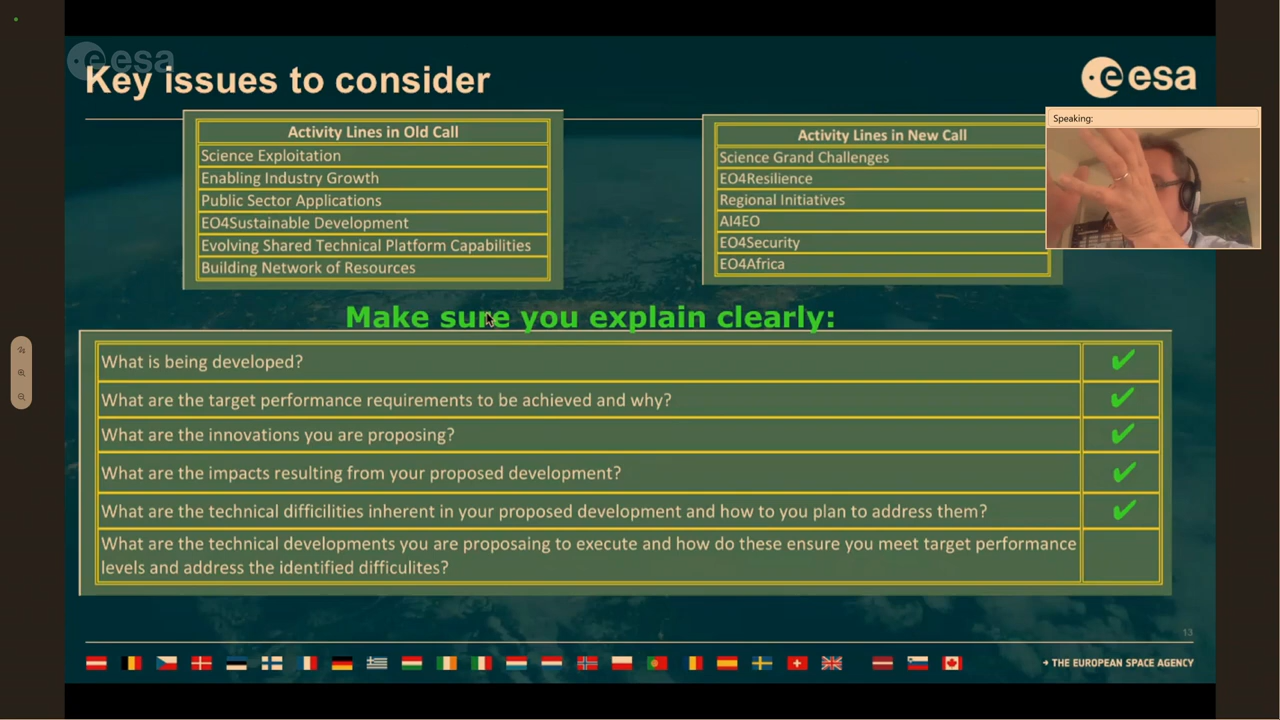 esa
Key issues to consider
esa
Activity Lines in Old Call
Science Exploitation
Enabling Industry Growth
Public Sector Applications
EO4Sustainable Development
Evolving Shared Technical Platform Capabilities
Building Network of Resources
Activity Lines in New Call
Science Grand Challenges
EO4Resilience
Regional Initiatives
AI4EO
EO4Security
EO4Africa
Speaking:
Make sure you explain clearly:
What is being developed?
What are the target performance requirements to be achieved and why?
What are the innovations you are proposing?
What are the impacts resulting from your proposed development?
What are the technical difficilities inherent in your proposed development and how to you plan to address them?
What are the technical developments you are proposaing to execute and how do these ensure you meet target performance
levels and address the identified difficulites?
13
→ THE EUROPEAN SPACE AGENCY